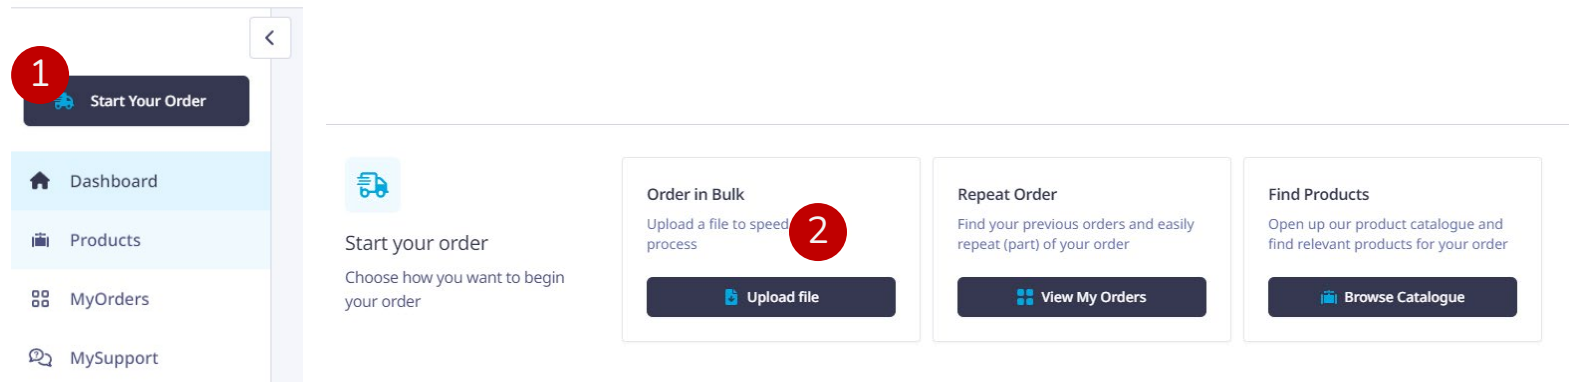 1
Start Your Order
Dashboard
Products
MyOrders
MySupport
Start your order
Choose how you want to begin
your order
Order in Bulk
Upload a file to speed
process
2
Upload file
Repeat Order
Find your previous orders and easily
repeat (part) of your order
View My Orders
Find Products
Open up our product catalogue and
find relevant products for your order
Browse Catalogue